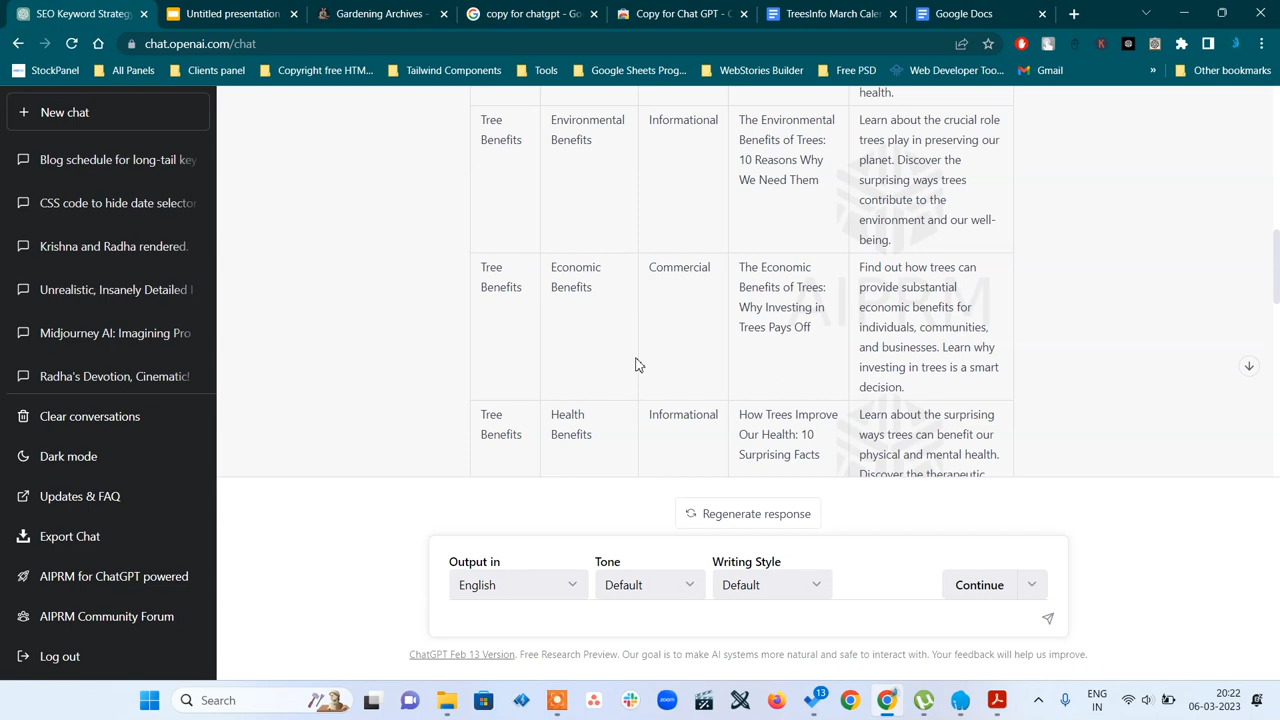 SEO Keyword Strategy
Untitled presentation
Gardening Archives -
copy for chatgpt - Go
Copy for Chat GPT - C
TreesInfo March Caler
Google Docs
chat.openai.com/chat
StockPanel
All Panels
Clients panel
Copyright free HTM...
Tailwind Components
Tools
Google Sheets Prog...
WebStories Builder
Free PSD
Web Developer Too...
Gmail
»
Other bookmarks
New chat
Blog schedule for long-tail key
CSS code to hide date selector
Krishna and Radha rendered.
Unrealistic, Insanely Detailed I
Midjourney AI: Imagining Pro
Radha's Devotion, Cinematic!
Clear conversations
Dark mode
Updates & FAQ
Export Chat
AIPRM for ChatGPT powered
AIPRM Community Forum
Log out
health.
Tree
Benefits
Environmental
Benefits
Informational
The Environmental
Benefits of Trees:
10 Reasons Why
We Need Them
Learn about the crucial role
trees play in preserving our
planet. Discover the
surprising ways trees
contribute to the
environment and our well-
being.
Tree
Benefits
Economic
Benefits
Commercial
The Economic
Benefits of Trees:
Why Investing in
Trees Pays Off
Find out how trees can
provide substantial
economic benefits for
individuals, communities,
and businesses. Learn why
investing in trees is a smart
decision.
AIPRM
Tree
Benefits
Health
Benefits
Informational
How Trees Improve
Our Health: 10
Surprising Facts
Learn about the surprising
ways trees can benefit our
physical and mental health.
Discover the therapeutic
Regenerate response
Output in
Tone
Writing Style
English
Default
Default
Continue
ChatGPT Feb 13 Version. Free Research Preview. Our goal is to make AI systems more natural and safe to interact with. Your feedback will help us improve.
Search
zoom
13
ENG
IN
20:22
06-03-2023